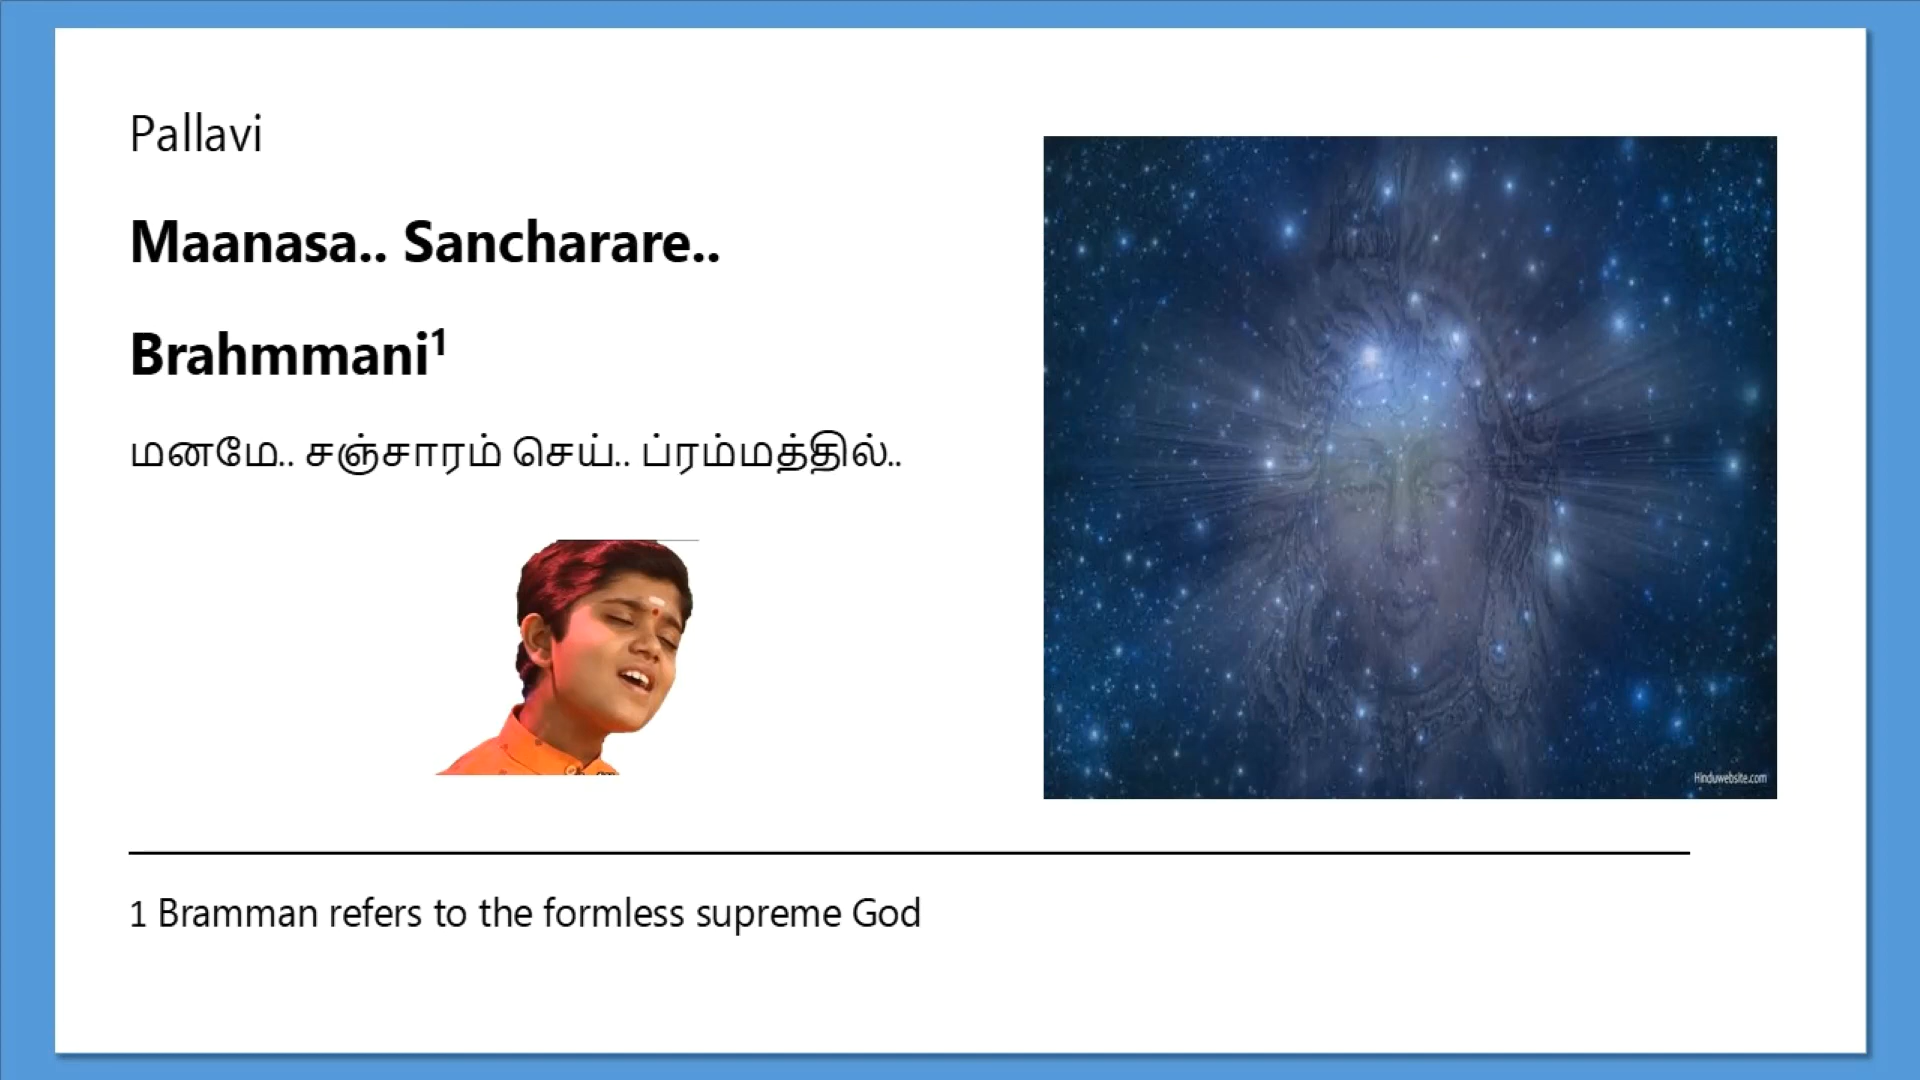 Pallavi
Maanasa.. Sancharare..
Brahmmani¹
மனமே.. சஞ்சாரம் செய்.. ப்ரம்மத்தில்..
Hinduwebsite.com
1 Bramman refers to the formless supreme God